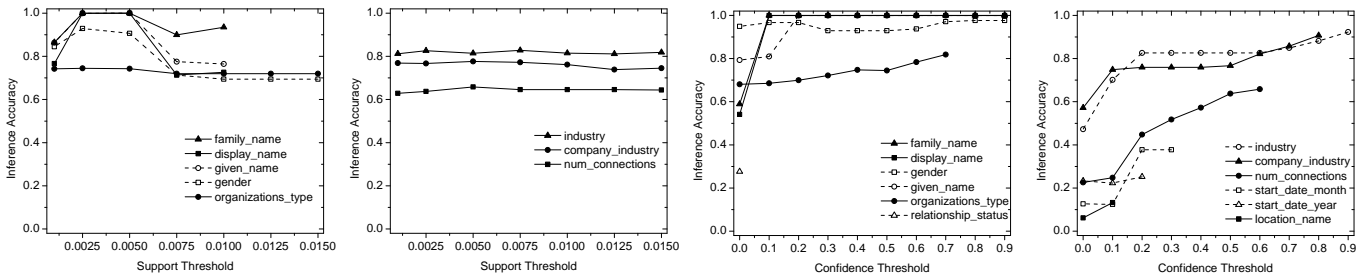 Inference Accuracy
1.0
0.8
0.6
0.4
0.2
0.0
family_name
display_name
given_name
gender
organizations_type
0.0025 0.0050 0.0075 0.0100 0.0125 0.0150
Support Threshold
Inference Accuracy
1.0
0.8
0.6
0.4
0.2
0.0
industry
company_industry
num_connections
0.0025 0.0050 0.0075 0.0100 0.0125 0.0150
Support Threshold
Inference Accuracy
1.0
0.8
0.6
0.4
0.2
0.0
family_name
display_name
gender
given_name
organizations_type
relationship_status
0.0 0.1 0.2 0.3 0.4 0.5 0.6 0.7 0.8 0.9
Confidence Threshold
Inference Accuracy
1.0
0.8
0.6
0.4
0.2
0.0
industry
company_industry
num_connections
start_date_month
start_date_year
location_name
0.0 0.1 0.2 0.3 0.4 0.5 0.6 0.7 0.8 0.9
Confidence Threshold